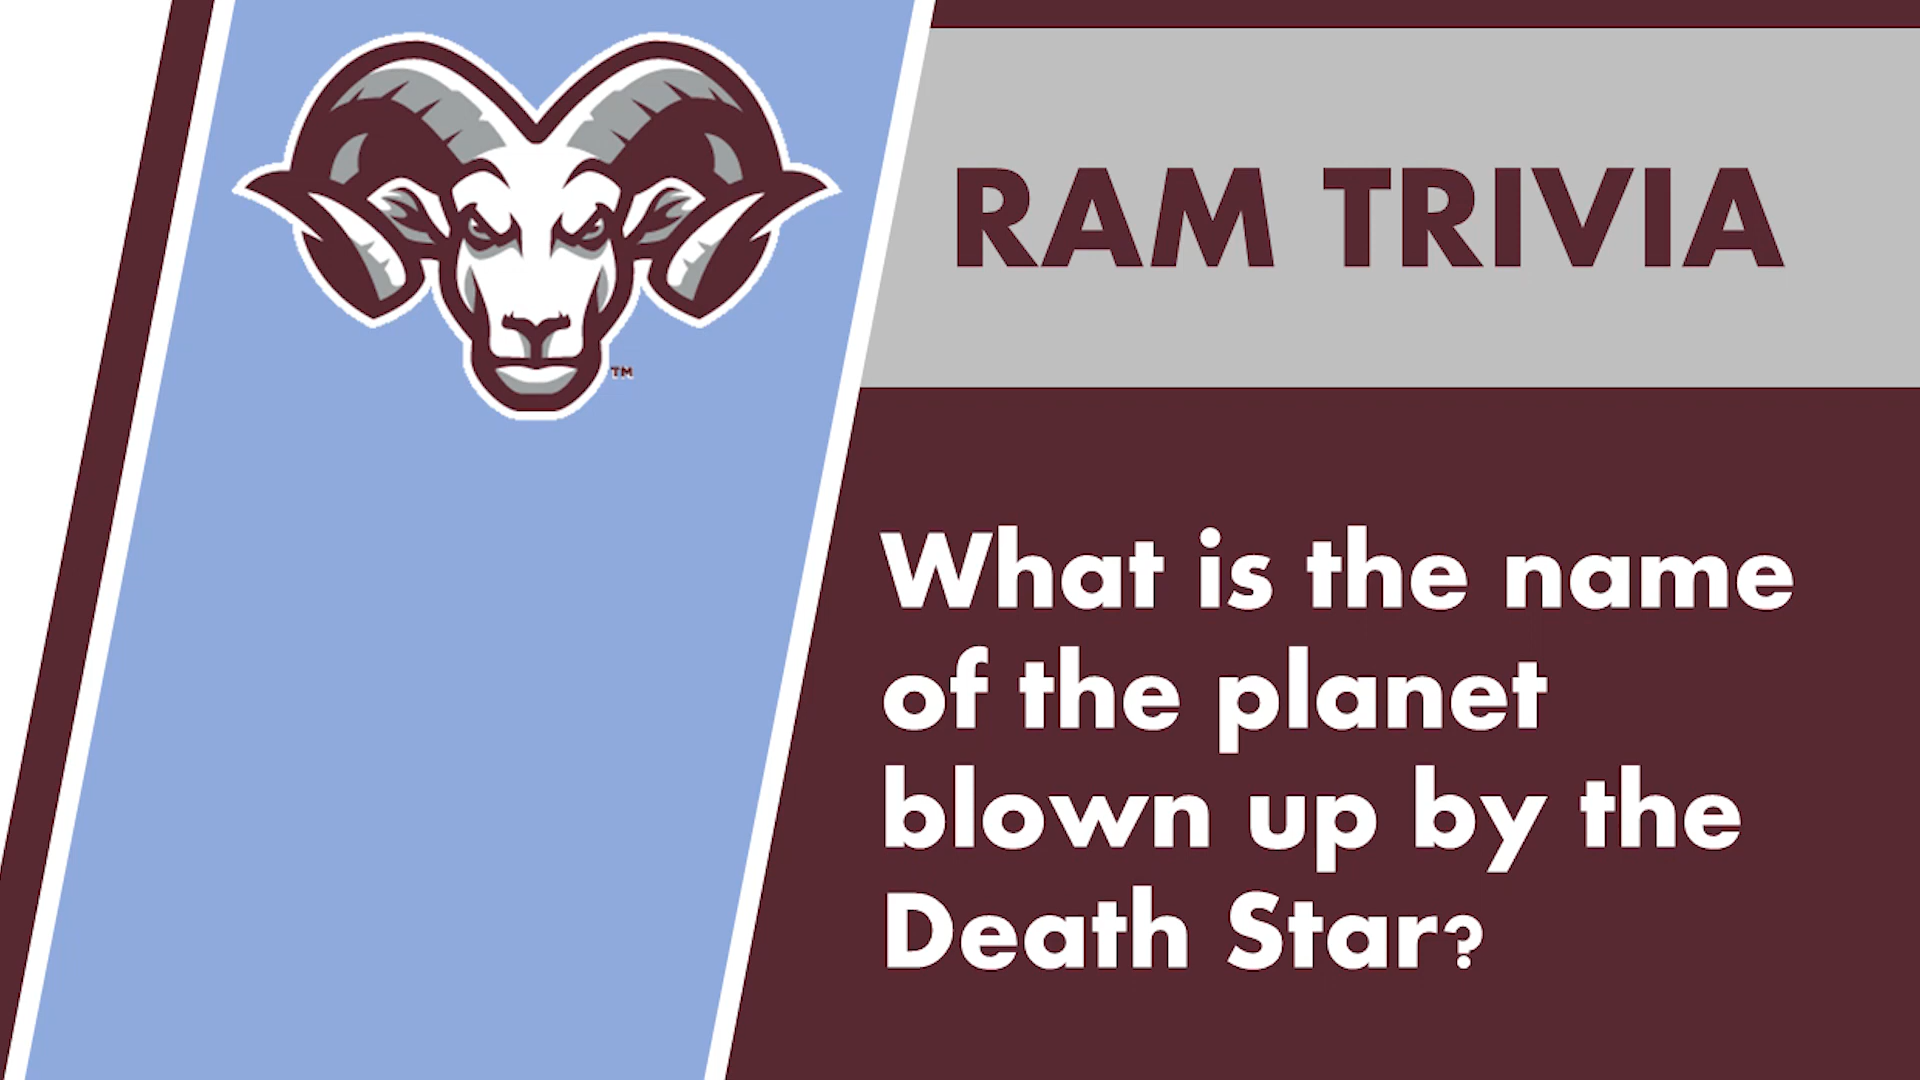 RAM TRIVIA
What is the name
of the planet
blown up by the
Death Star?
TM